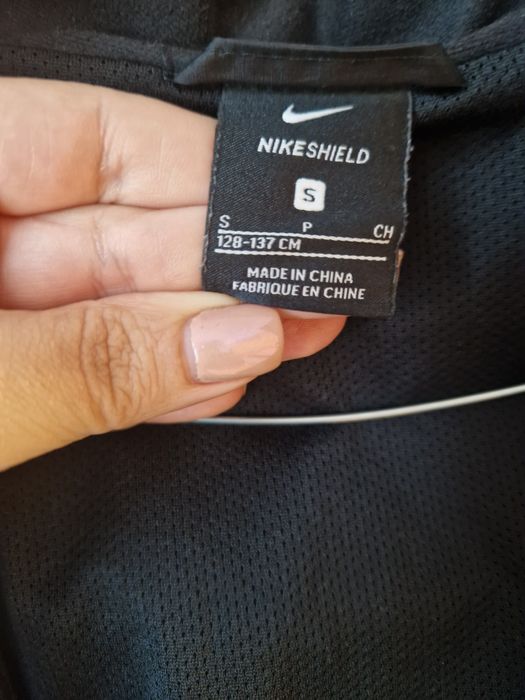 NIKESHIELD
S
S P CH
128-137 CM
MADE IN CHINA
FABRIQUE EN CHINE